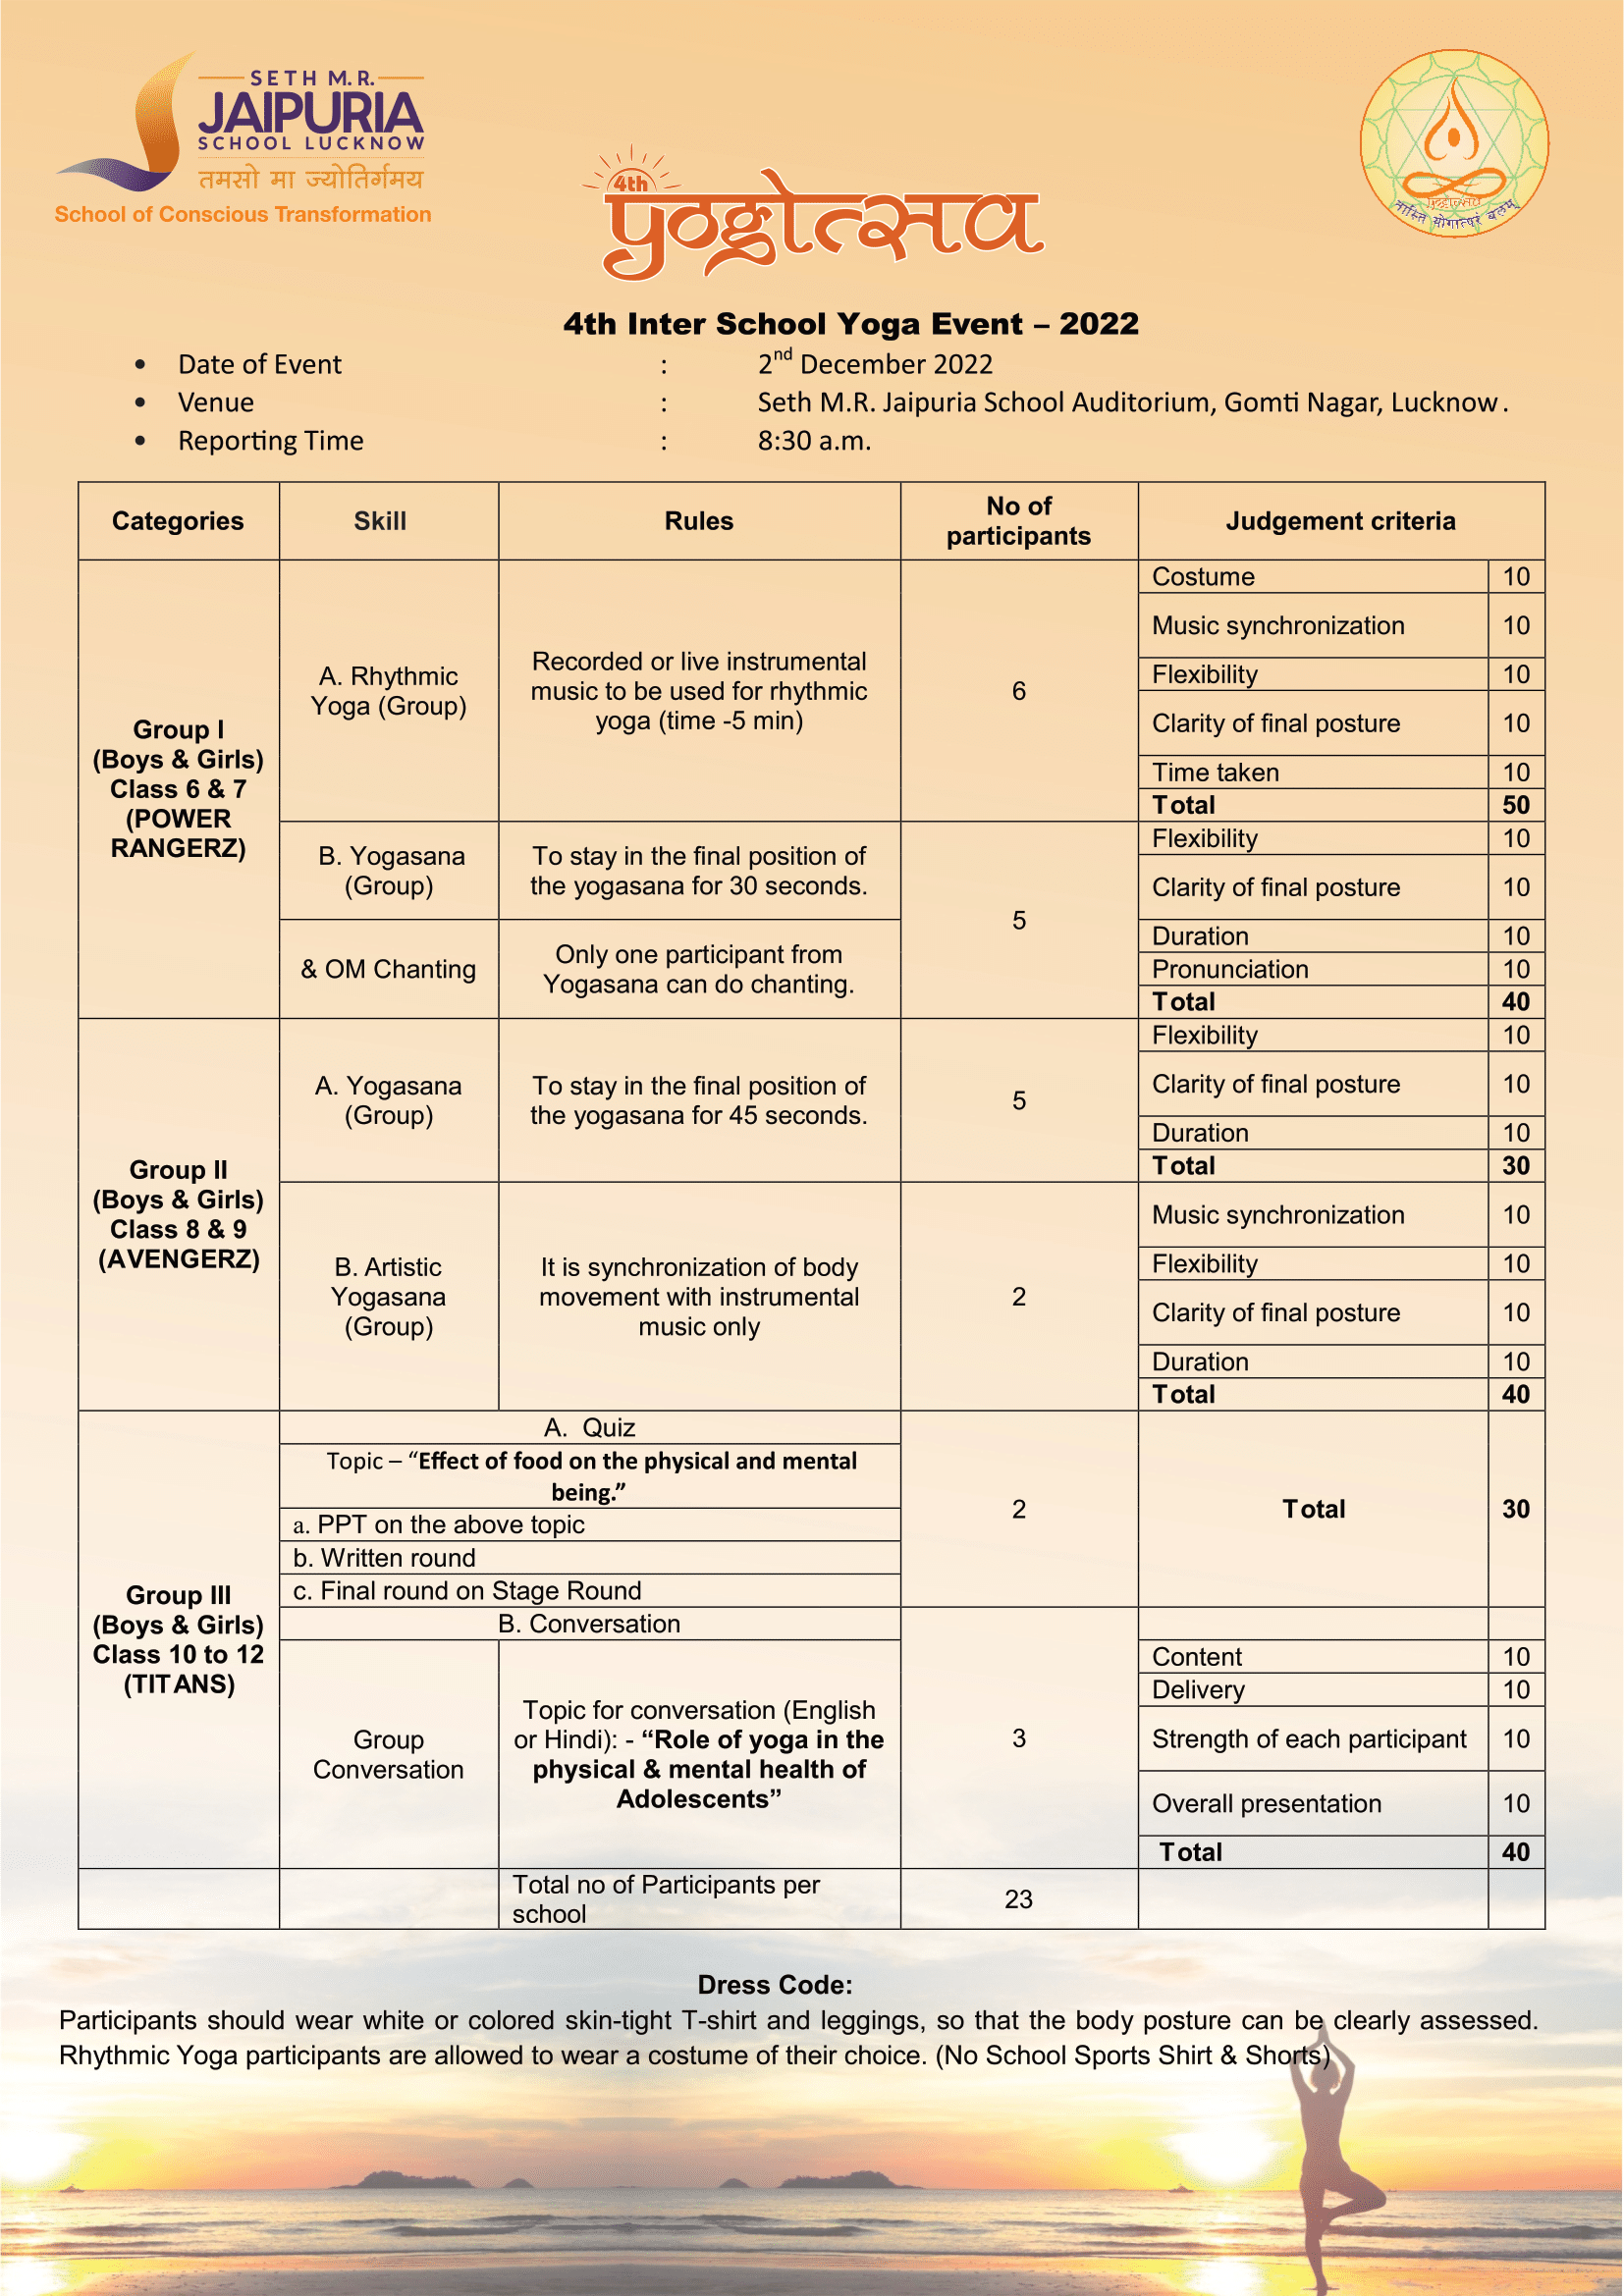 SETH M.R.
JAIPURIA
SCHOOL LUCKNOW
तमसो मा ज्योतिर्गमय
School of Conscious Transformation
4th
yogोत्सव
योगोत्सव
नास्ति योगात्परं बलम्
4th Inter School Yoga Event – 2022
• Date of Event : 2nd December 2022
• Venue : Seth M.R. Jaipuria School Auditorium, Gomti Nagar, Lucknow.
• Reporting Time : 8:30 a.m.
Categories
Skill
Rules
No of
participants
Judgement criteria
Group I
(Boys & Girls)
Class 6 & 7
(POWER
RANGERZ)
A. Rhythmic
Yoga (Group)
Recorded or live instrumental
music to be used for rhythmic
yoga (time -5 min)
6
Costume 10
Music synchronization 10
Flexibility 10
Clarity of final posture 10
Time taken 10
Total 50
B. Yogasana
(Group)
To stay in the final position of
the yogasana for 30 seconds.
& OM Chanting
Only one participant from
Yogasana can do chanting.
5
Flexibility 10
Clarity of final posture 10
Duration 10
Pronunciation 10
Total 40
Group II
(Boys & Girls)
Class 8 & 9
(AVENGERZ)
A. Yogasana
(Group)
To stay in the final position of
the yogasana for 45 seconds.
5
Flexibility 10
Clarity of final posture 10
Duration 10
Total 30
B. Artistic
Yogasana
(Group)
It is synchronization of body
movement with instrumental
music only
2
Music synchronization 10
Flexibility 10
Clarity of final posture 10
Duration 10
Total 40
Group III
(Boys & Girls)
Class 10 to 12
(TITANS)
A. Quiz
Topic – “Effect of food on the physical and mental
being.”
a. PPT on the above topic
b. Written round
c. Final round on Stage Round
2
Total 30
B. Conversation
Group
Conversation
Topic for conversation (English
or Hindi): - “Role of yoga in the
physical & mental health of
Adolescents”
3
Content 10
Delivery 10
Strength of each participant 10
Overall presentation 10
Total 40
Total no of Participants per
school
23
Dress Code:
Participants should wear white or colored skin-tight T-shirt and leggings, so that the body posture can be clearly assessed.
Rhythmic Yoga participants are allowed to wear a costume of their choice. (No School Sports Shirt & Shorts)